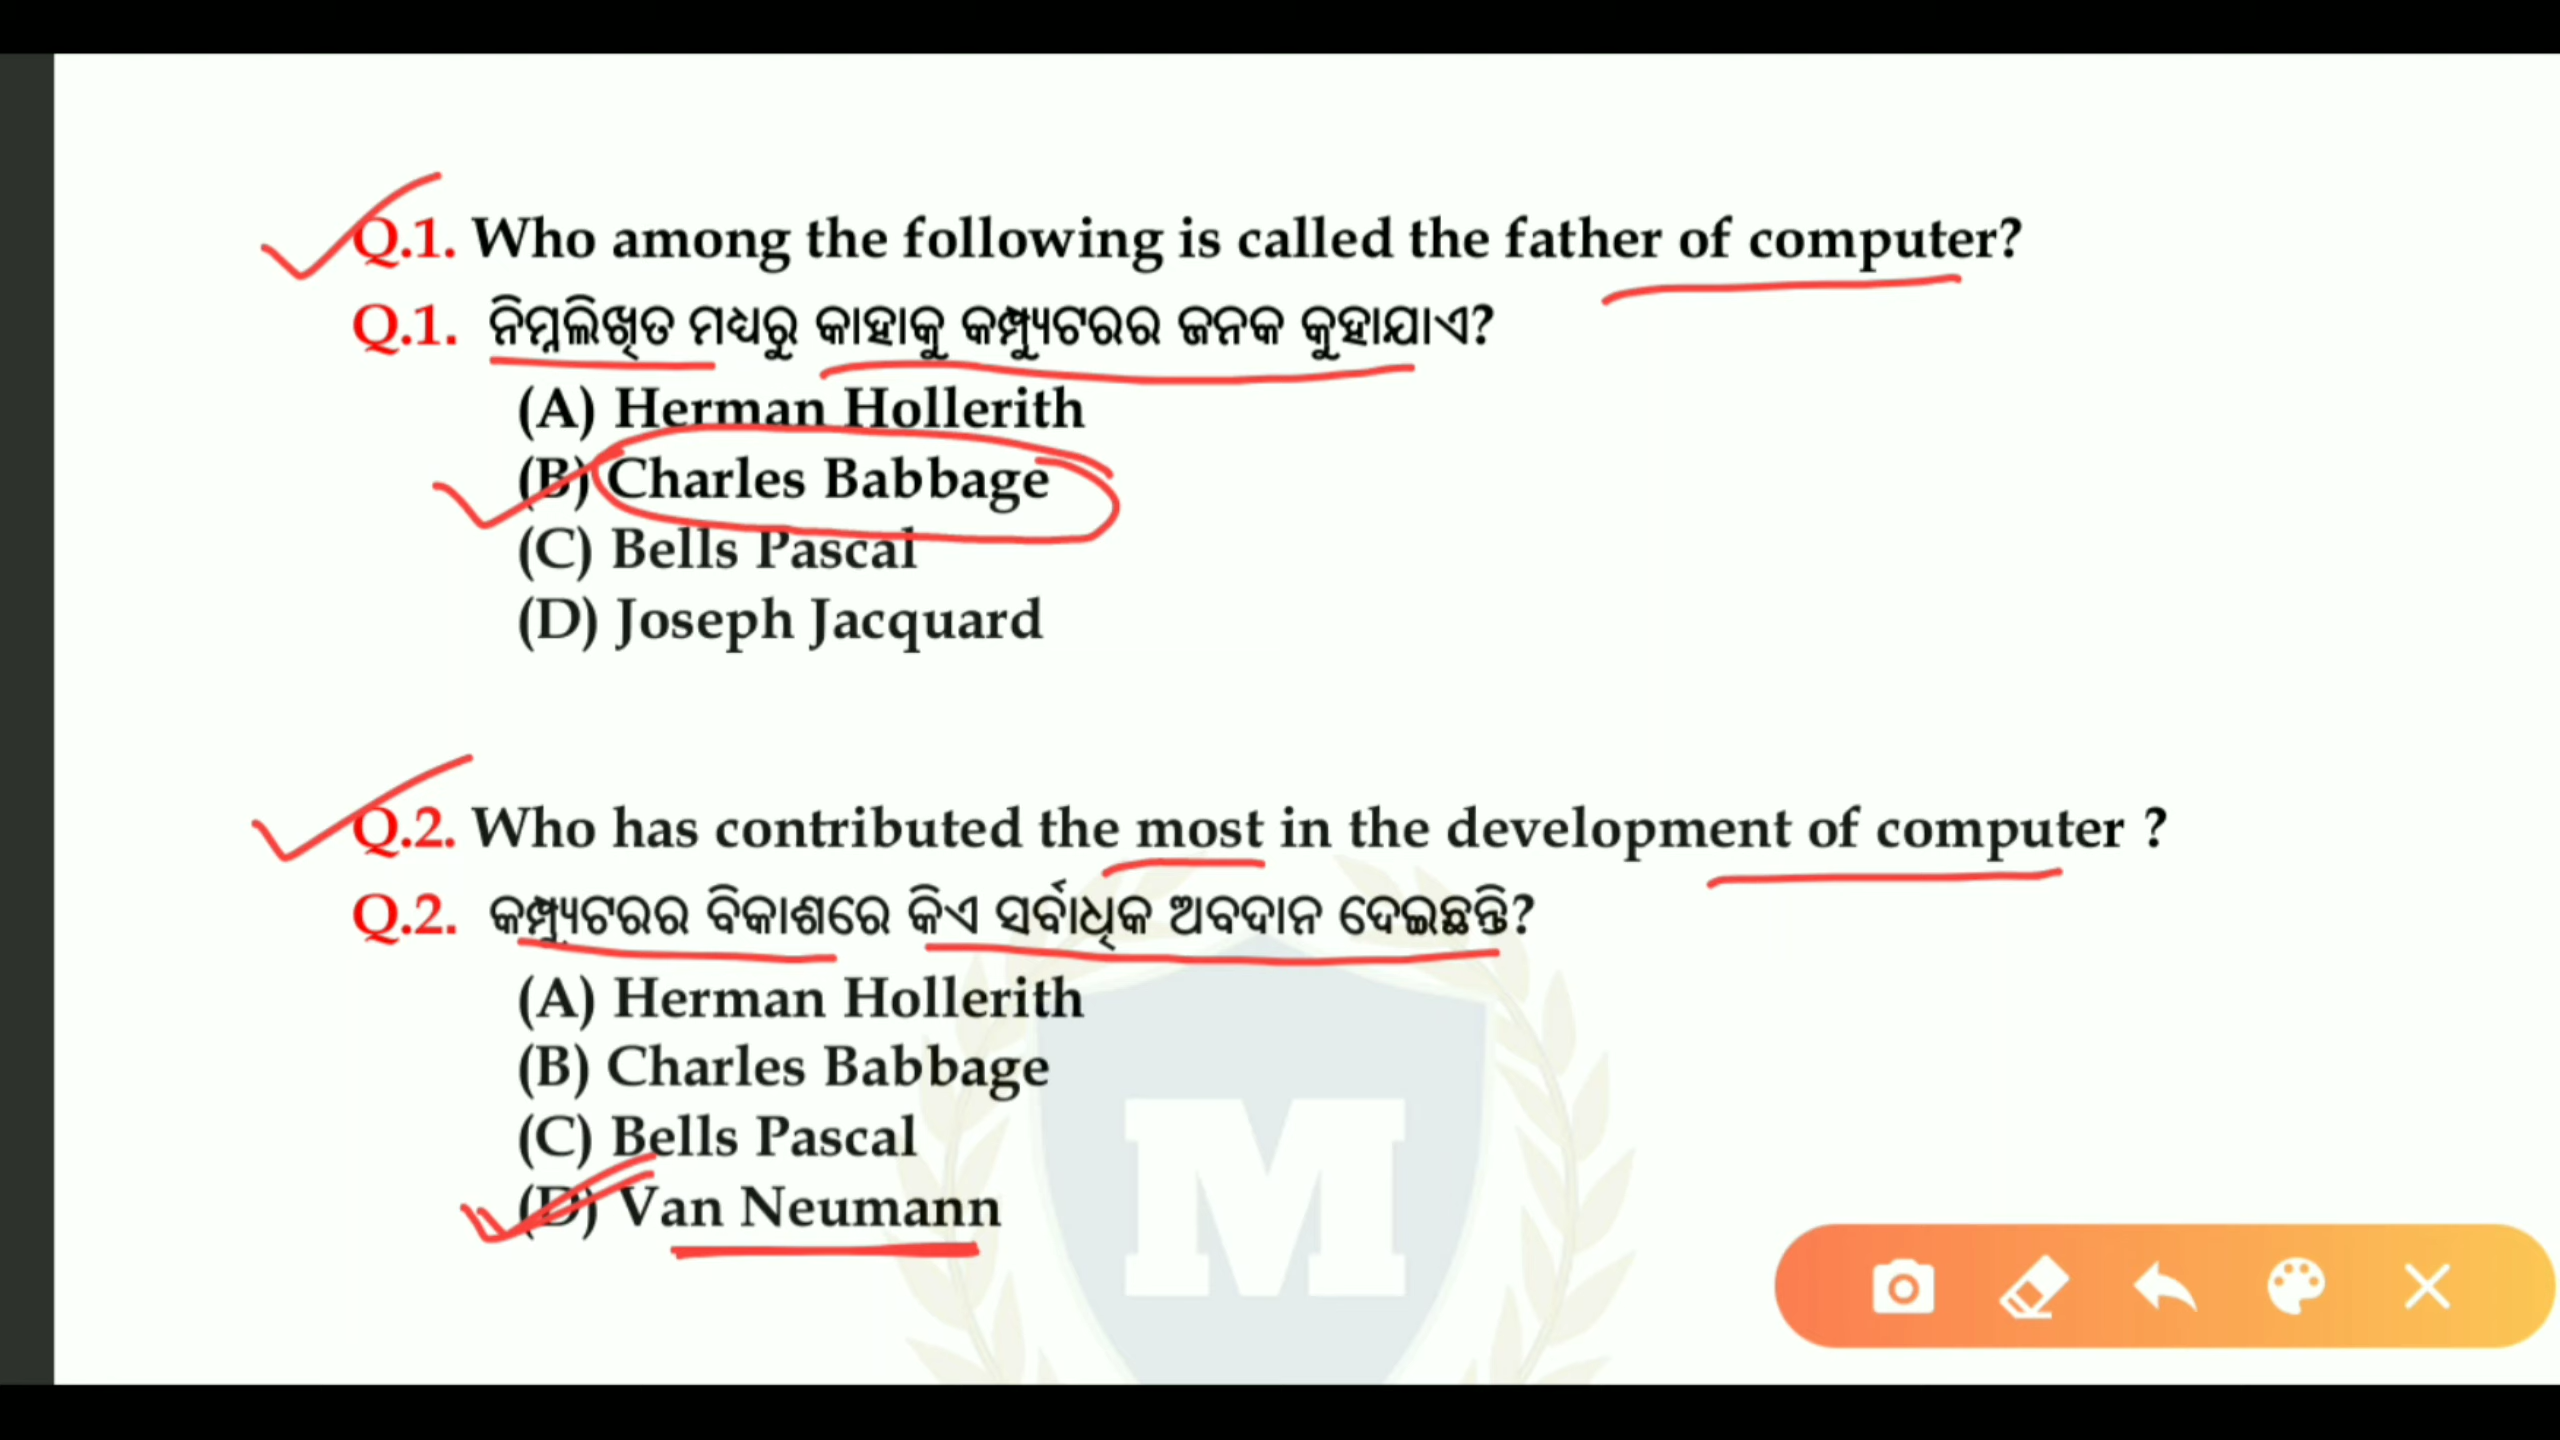 Q.1. Who among the following is called the father of computer?
Q.1. ନିମ୍ନଲିଖିତ ମଧ୍ୟରୁ କାହାକୁ କମ୍ପ୍ୟୁଟରର ଜନକ କୁହାଯାଏ?
(A) Herman Hollerith
(B) Charles Babbage
(C) Bells Pascal
(D) Joseph Jacquard
Q.2. Who has contributed the most in the development of computer ?
Q.2. କମ୍ପ୍ୟୁଟରର ବିକାଶରେ କିଏ ସର୍ବାଧିକ ଅବଦାନ ଦେଇଛନ୍ତି?
(A) Herman Hollerith
(B) Charles Babbage
(C) Bells Pascal
(D) Van Neumann
M